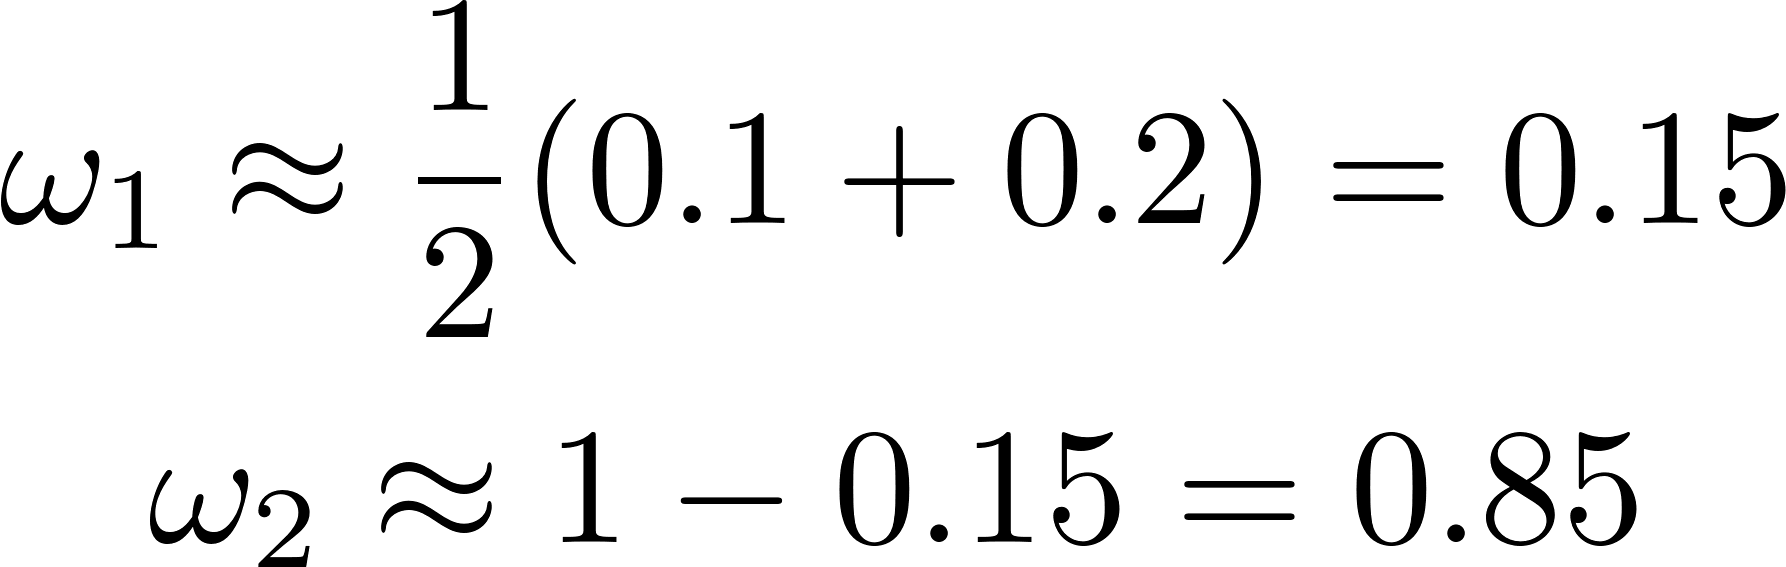 ω₁ ≈ 1/2 (0.1 + 0.2) = 0.15
ω₂ ≈ 1 − 0.15 = 0.85